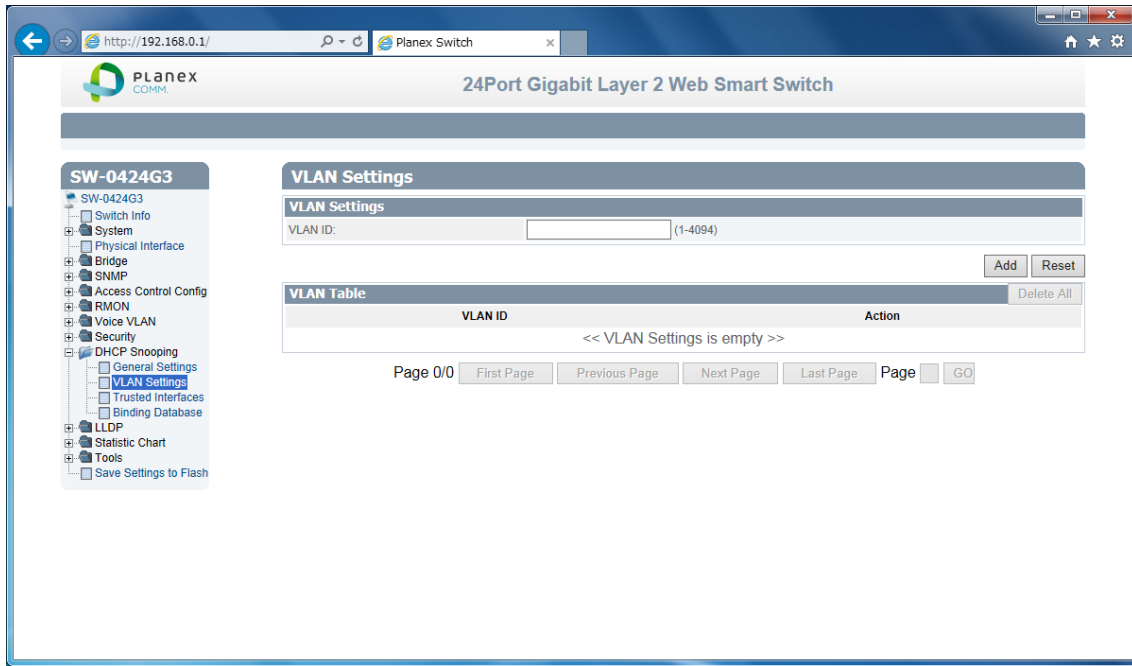 http://192.168.0.1/
Planex Switch
PLANEX
COMM.
24Port Gigabit Layer 2 Web Smart Switch
SW-0424G3
SW-0424G3
Switch Info
System
Physical Interface
Bridge
SNMP
Access Control Config
RMON
Voice VLAN
Security
DHCP Snooping
General Settings
VLAN Settings
Trusted Interfaces
Binding Database
LLDP
Statistic Chart
Tools
Save Settings to Flash
VLAN Settings
VLAN Settings
VLAN ID: (1-4094)
Add Reset
VLAN Table Delete All
VLAN ID Action
<< VLAN Settings is empty >>
Page 0/0 First Page Previous Page Next Page Last Page Page GO